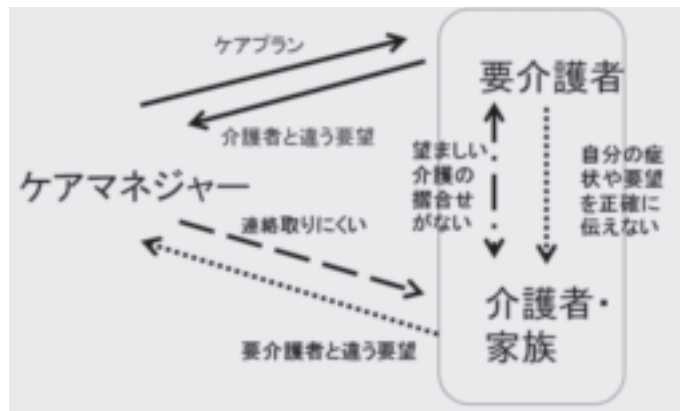 ケアプラン
介護者と違う要望
要介護者
望ましい
介護の
摺合せ
がない
自分の症
状や要望
を正確に
伝えない
ケアマネジャー
連絡取りにくい
要介護者と違う要望
介護者・
家族